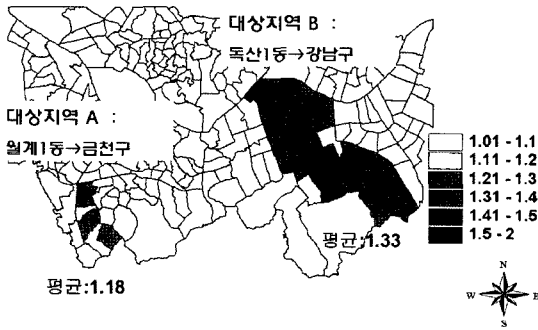 대상지역 B :
독산1동→강남구
대상지역 A :
월계1동→금천구
1.01 - 1.1
1.11 - 1.2
1.21 - 1.3
1.31 - 1.4
1.41 - 1.5
1.5 - 2
평균:1.33
평균:1.18
N
W E
S